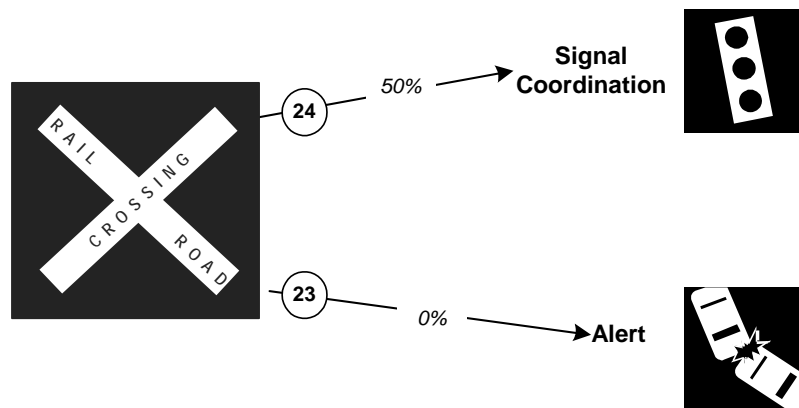 Signal
Coordination
50%
24
RAIL
CROSSING
ROAD
23
0%
Alert